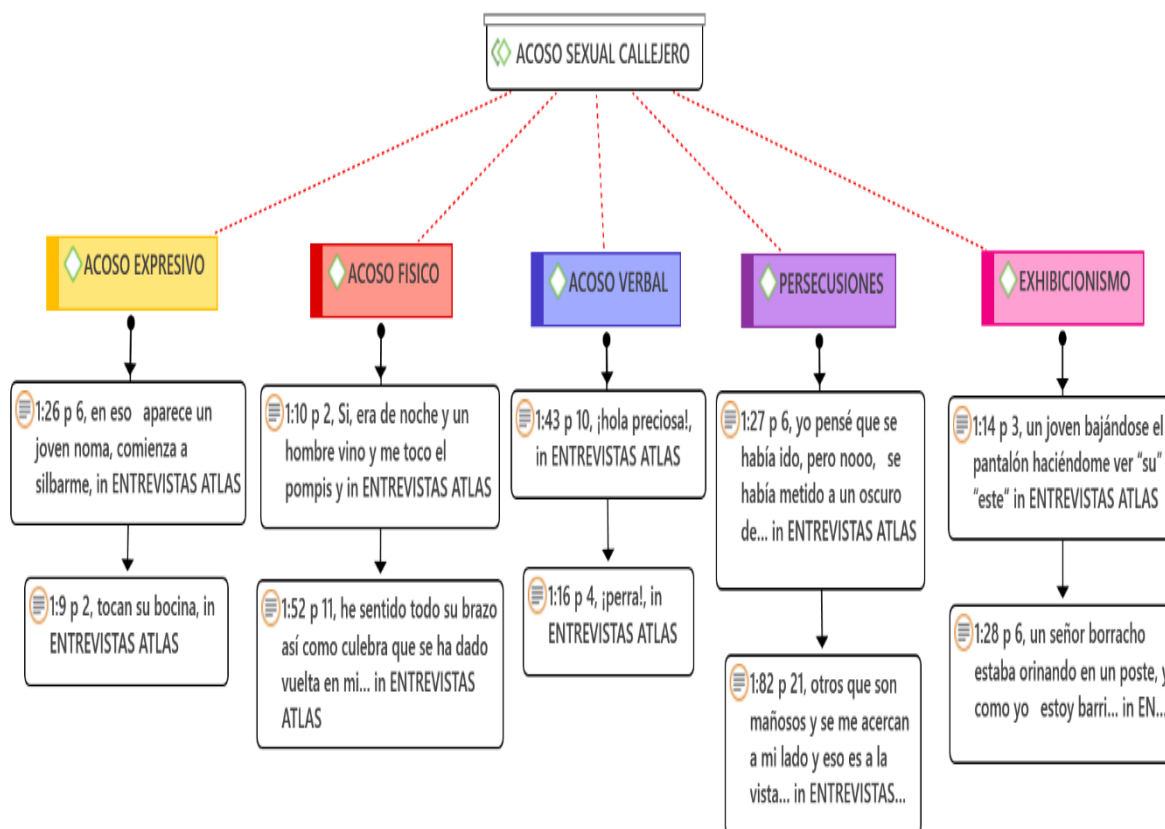 ACOSO SEXUAL CALLEJERO
ACOSO EXPRESIVO
ACOSO FISICO
ACOSO VERBAL
PERSECUSIONES
EXHIBICIONISMO
1:26 p 6, en eso aparece un
joven noma, comienza a
silbarme, in ENTREVISTAS ATLAS
1:9 p 2, tocan su bocina, in
ENTREVISTAS ATLAS
1:10 p 2, Si, era de noche y un
hombre vino y me toco el
pompis y in ENTREVISTAS ATLAS
1:52 p 11, he sentido todo su brazo
así como culebra que se ha dado
vuelta en mi... in ENTREVISTAS
ATLAS
1:43 p 10, ¡hola preciosa!,
in ENTREVISTAS ATLAS
1:16 p 4, ¡perra!, in
ENTREVISTAS ATLAS
1:27 p 6, yo pensé que se
había ido, pero nooo, se
había metido a un oscuro
de... in ENTREVISTAS ATLAS
1:82 p 21, otros que son
mañosos y se me acercan
a mi lado y eso es a la
vista... in ENTREVISTAS...
1:14 p 3, un joven bajándose el
pantalón haciéndome ver “su”
“este“ in ENTREVISTAS ATLAS
1:28 p 6, un señor borracho
estaba orinando en un poste, y
como yo estoy barri... in EN...